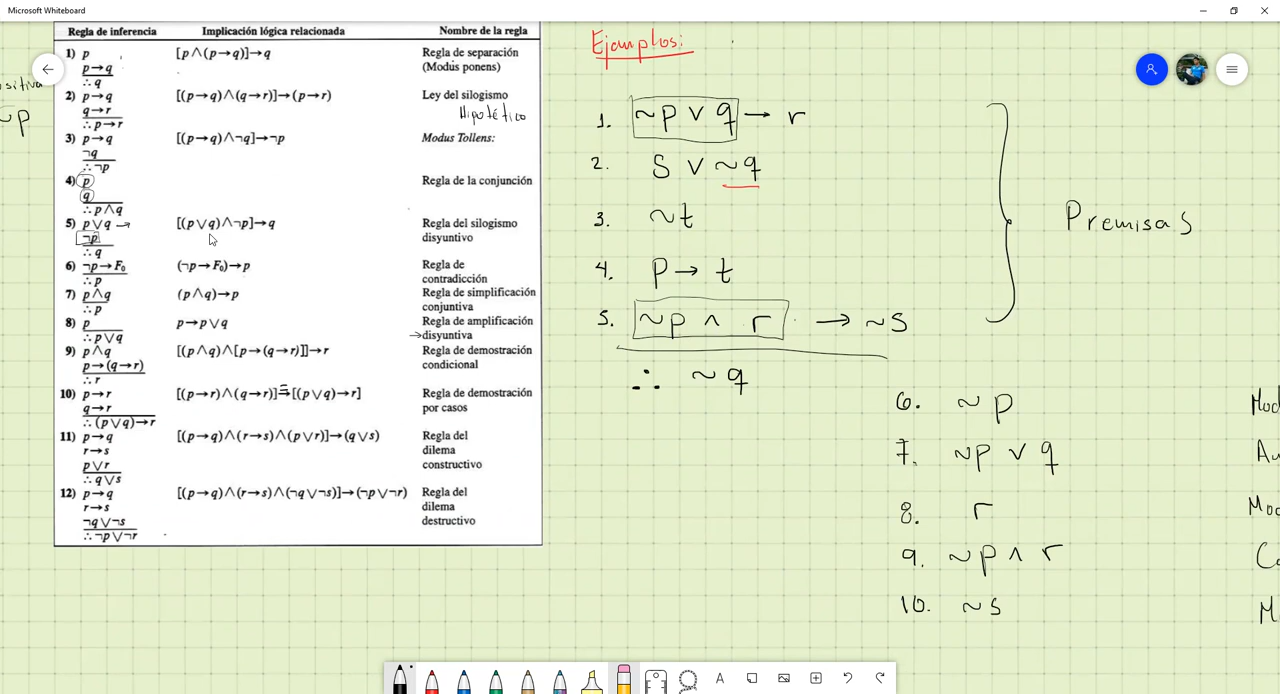 Microsoft Whiteboard
Regla de inferencia Implicación lógica relacionada Nombre de la regla
1) p [p∧(p→q)]→q Regla de separación
p→q (Modus ponens)
∴q
2) p→q [(p→q)∧(q→r)]→(p→r) Ley del silogismo
q→r Hipotético
∴p→r
3) p→q [(p→q)∧¬q]→¬p Modus Tollens:
¬q
∴¬p
4) p Regla de la conjunción
q
∴p∧q
5) p∨q → [(p∨q)∧¬p]→q Regla del silogismo
¬p disyuntivo
∴q
6) ¬p→F₀ (¬p→F₀)→p Regla de
∴p contradicción
7) p∧q (p∧q)→p Regla de simplificación
∴p conjuntiva
8) p p→p∨q Regla de amplificación
∴p∨q →disyuntiva
9) p∧q [(p∧q)∧[p→(q→r)]]→r Regla de demostración
p→(q→r) condicional
∴r
10) p→r [(p→r)∧(q→r)]→[(p∨q)→r] Regla de demostración
q→r por casos
∴(p∨q)→r
11) p→q [(p→q)∧(r→s)∧(p∨r)]→(q∨s) Regla del
r→s dilema
p∨r constructivo
∴q∨s
12) p→q [(p→q)∧(r→s)∧(¬q∨¬s)]→(¬p∨¬r) Regla del
r→s dilema
¬q∨¬s destructivo
∴¬p∨¬r
~p
Ejemplos:
1. ~p ∨ q → r
2. S ∨ ~q
3. ~t
4. p → t
5. ~p ∧ r → ~s
∴ ~q
Premisas
6. ~p
7. ~p ∨ q
8. r
9. ~p ∧ r
10. ~s